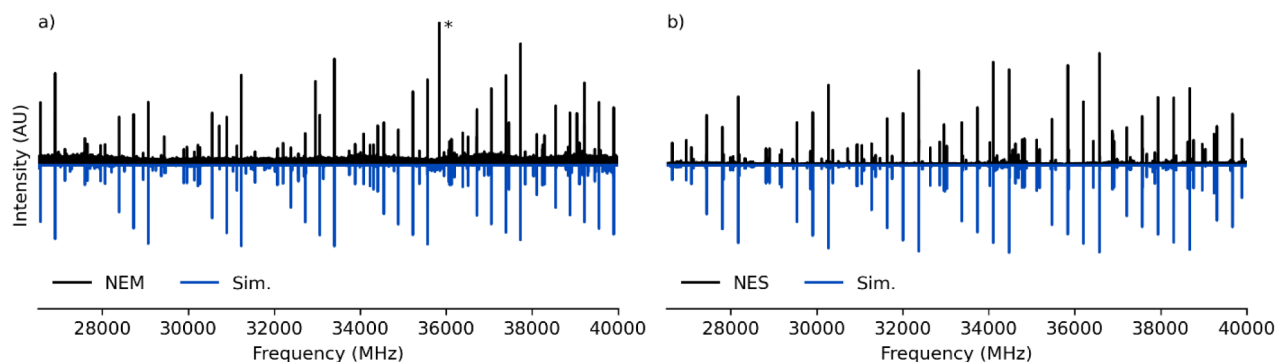 a) * b)
Intensity (AU)
NEM Sim. NES Sim.
28000 30000 32000 34000 36000 38000 40000 28000 30000 32000 34000 36000 38000 40000
Frequency (MHz) Frequency (MHz)